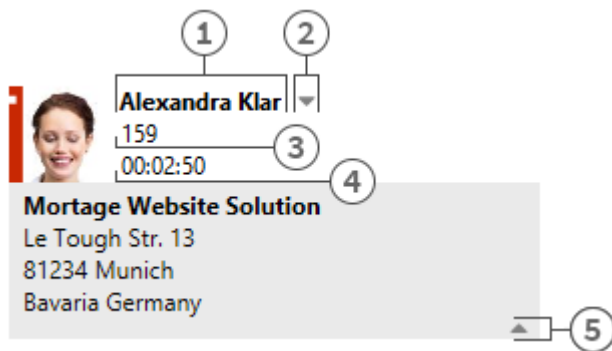 1 2
Alexandra Klar
159
3
00:02:50
4
Mortage Website Solution
Le Tough Str. 13
81234 Munich
Bavaria Germany
5